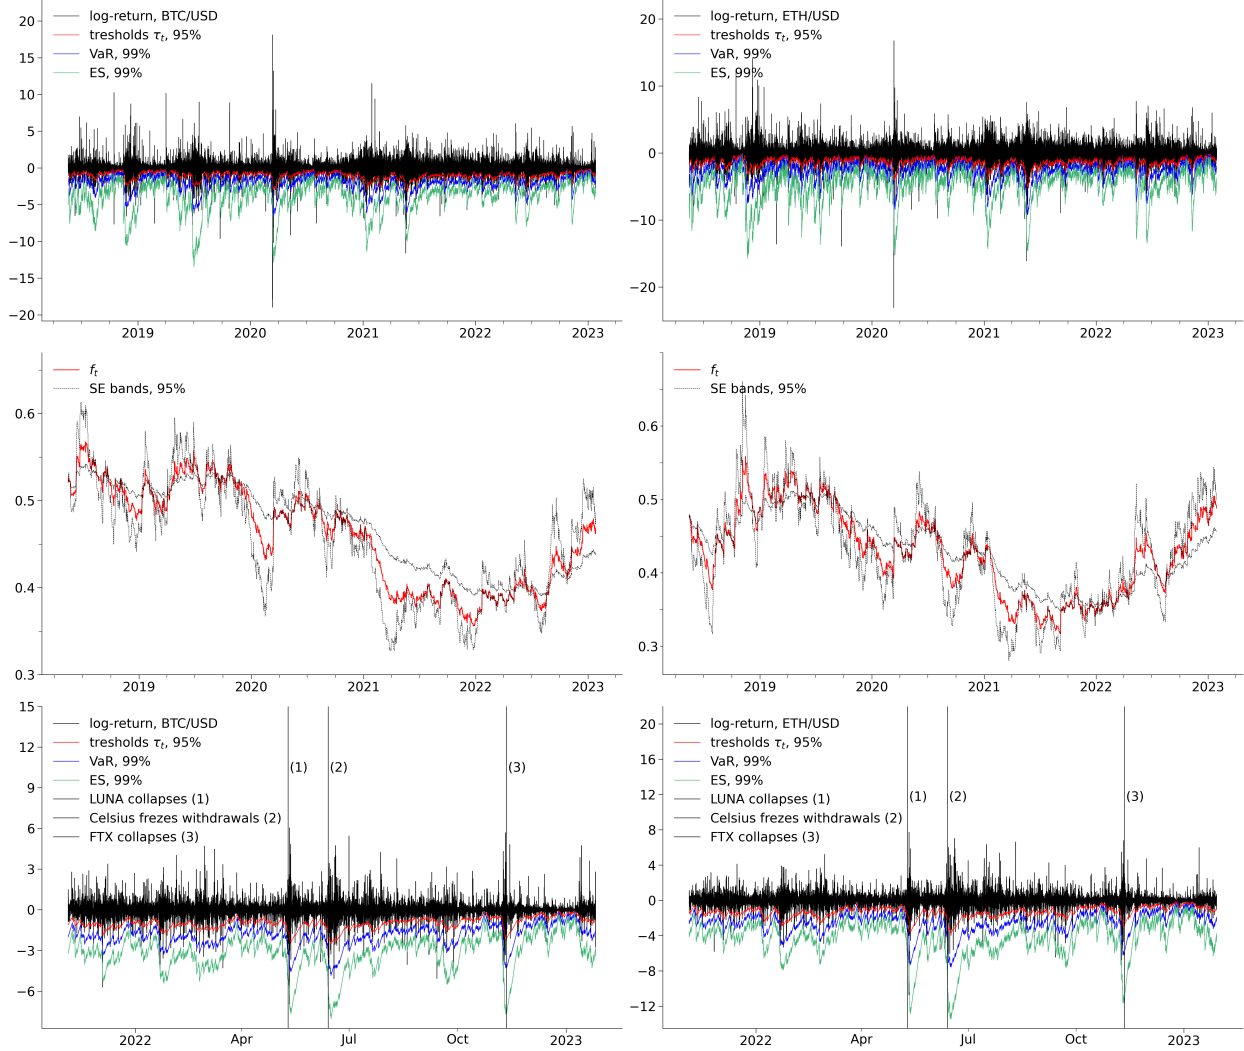 log-return, BTC/USD
tresholds τt, 95%
VaR, 99%
ES, 99%
20
15
10
5
0
−5
−10
−15
−20
2019 2020 2021 2022 2023
log-return, ETH/USD
tresholds τt, 95%
VaR, 99%
ES, 99%
20
10
0
−10
−20
2019 2020 2021 2022 2023
ft
SE bands, 95%
0.6
0.5
0.4
0.3
2019 2020 2021 2022 2023
ft
SE bands, 95%
0.6
0.5
0.4
0.3
2019 2020 2021 2022 2023
log-return, BTC/USD
tresholds τt, 95%
VaR, 99%
ES, 99%
LUNA collapses (1)
Celsius frezes withdrawals (2)
FTX collapses (3)
(1) (2) (3)
15
12
9
6
3
0
−3
−6
2022 Apr Jul Oct 2023
log-return, ETH/USD
tresholds τt, 95%
VaR, 99%
ES, 99%
LUNA collapses (1)
Celsius frezes withdrawals (2)
FTX collapses (3)
(1) (2) (3)
20
16
12
8
4
0
−4
−8
−12
2022 Apr Jul Oct 2023